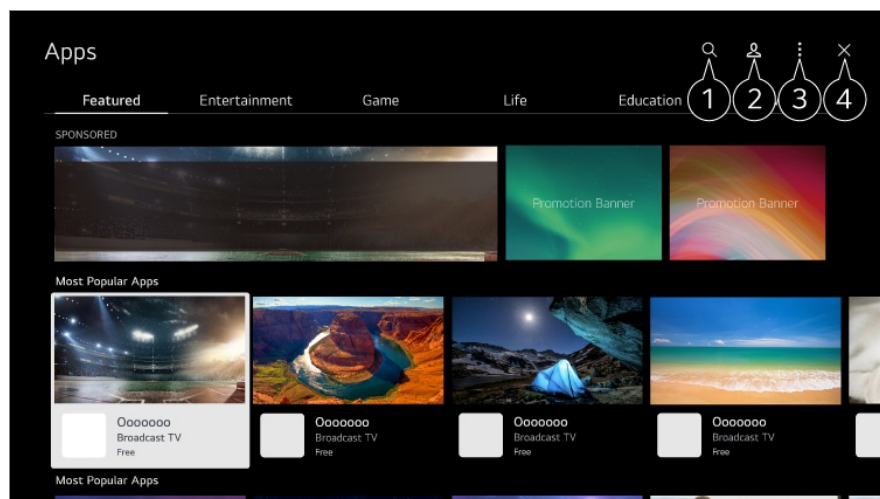 Apps
Featured Entertainment Game Life Education
1 2 3 4
SPONSORED
Promotion Banner Promotion Banner
Most Popular Apps
Ooooooo Ooooooo Ooooooo Ooooooo
Broadcast TV Broadcast TV Broadcast TV Broadcast TV
Free Free Free Free
Most Popular Apps